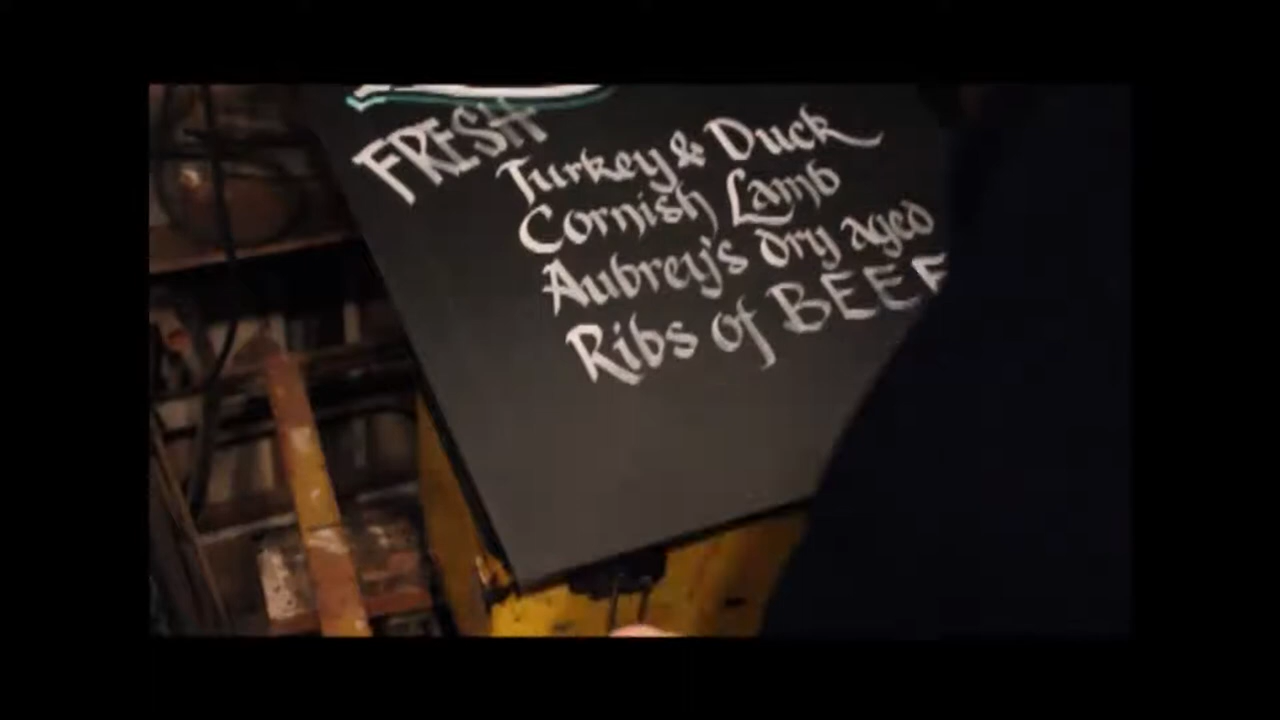 FRESH
Turkey & Duck
Cornish Lamb
Aubrey's dry aged
Ribs of BEEF